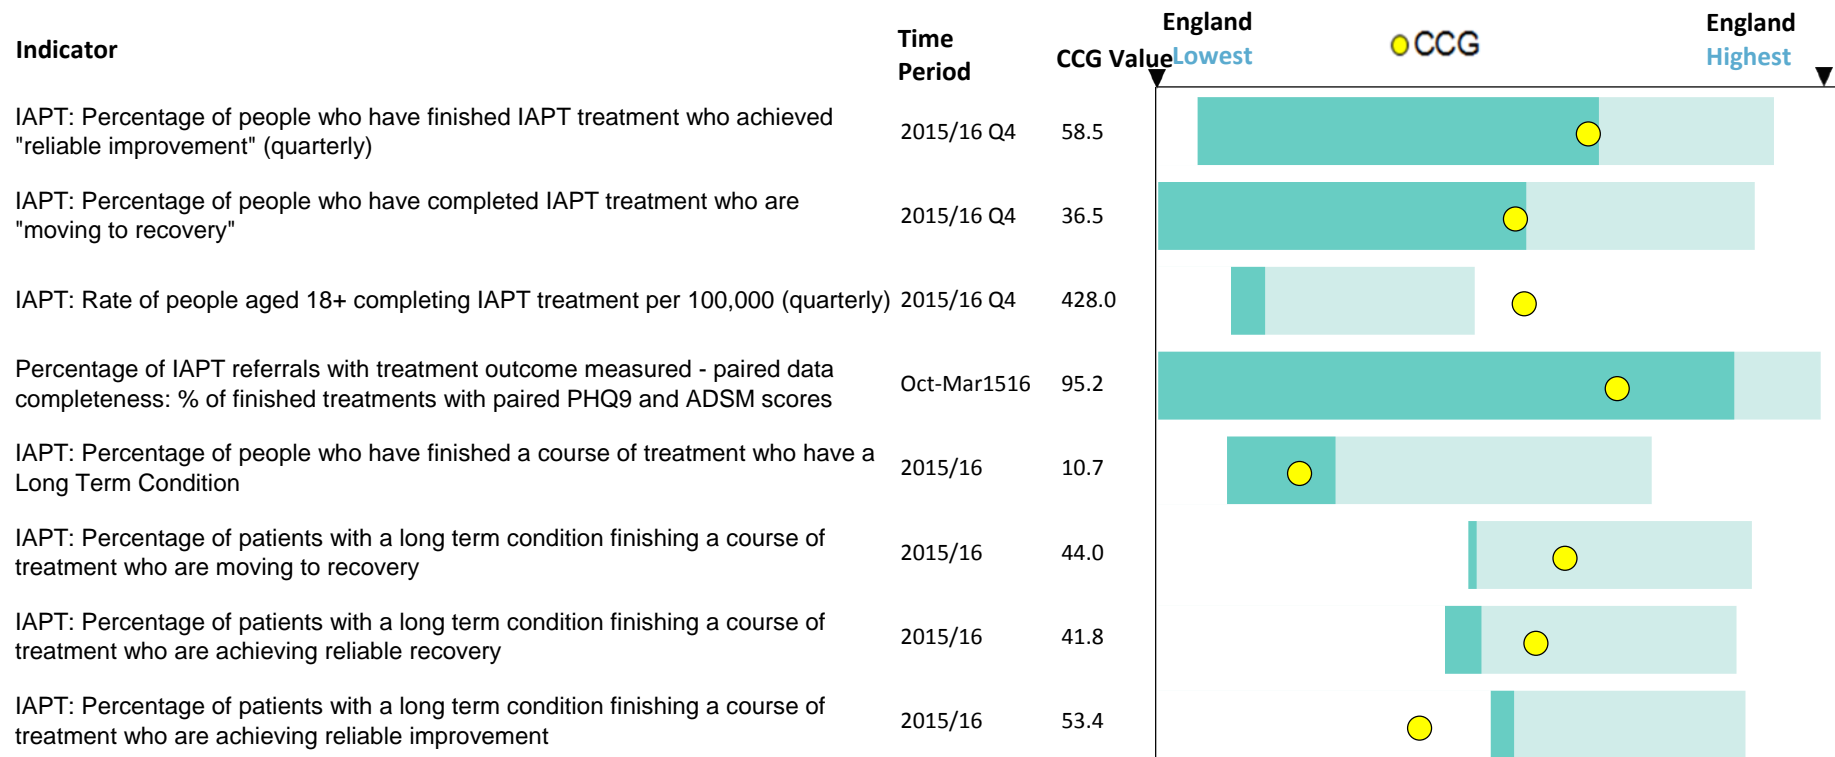 Indicator
Time
Period
CCG Value
England
Lowest
CCG
England
Highest
IAPT: Percentage of people who have finished IAPT treatment who achieved
"reliable improvement" (quarterly)
2015/16 Q4
58.5
IAPT: Percentage of people who have completed IAPT treatment who are
"moving to recovery"
2015/16 Q4
36.5
IAPT: Rate of people aged 18+ completing IAPT treatment per 100,000 (quarterly)
2015/16 Q4
428.0
Percentage of IAPT referrals with treatment outcome measured - paired data
completeness: % of finished treatments with paired PHQ9 and ADSM scores
Oct-Mar1516
95.2
IAPT: Percentage of people who have finished a course of treatment who have a
Long Term Condition
2015/16
10.7
IAPT: Percentage of patients with a long term condition finishing a course of
treatment who are moving to recovery
2015/16
44.0
IAPT: Percentage of patients with a long term condition finishing a course of
treatment who are achieving reliable recovery
2015/16
41.8
IAPT: Percentage of patients with a long term condition finishing a course of
treatment who are achieving reliable improvement
2015/16
53.4